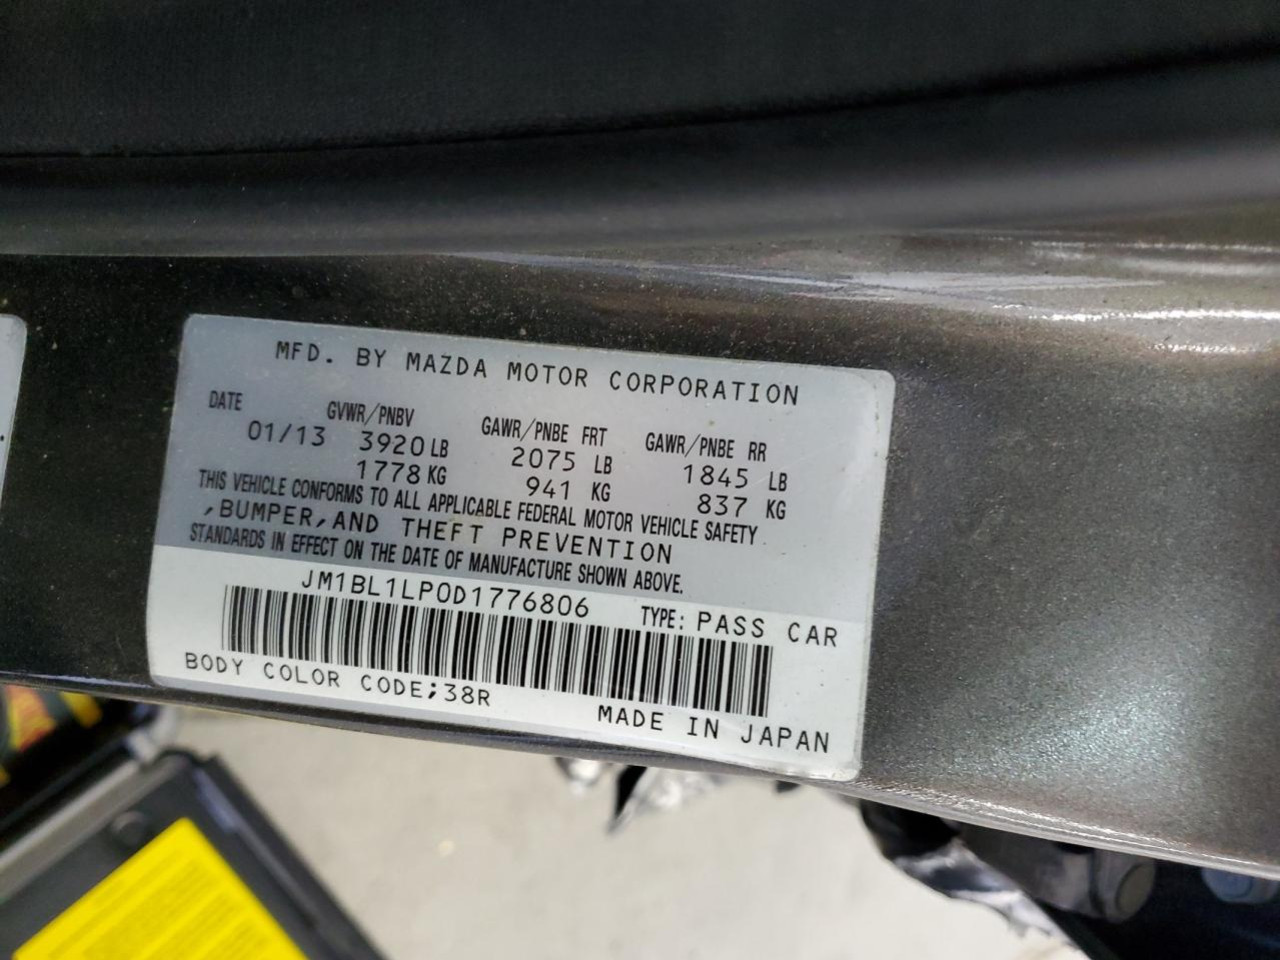 MFD. BY MAZDA MOTOR CORPORATION
DATE GVWR/PNBV GAWR/PNBE FRT GAWR/PNBE RR
01/13 3920 LB 2075 LB 1845 LB
1778 KG 941 KG 837 KG
THIS VEHICLE CONFORMS TO ALL APPLICABLE FEDERAL MOTOR VEHICLE SAFETY
,BUMPER,AND THEFT PREVENTION
STANDARDS IN EFFECT ON THE DATE OF MANUFACTURE SHOWN ABOVE.
JM1BL1LP0D1776806 TYPE: PASS CAR
BODY COLOR CODE;38R
MADE IN JAPAN